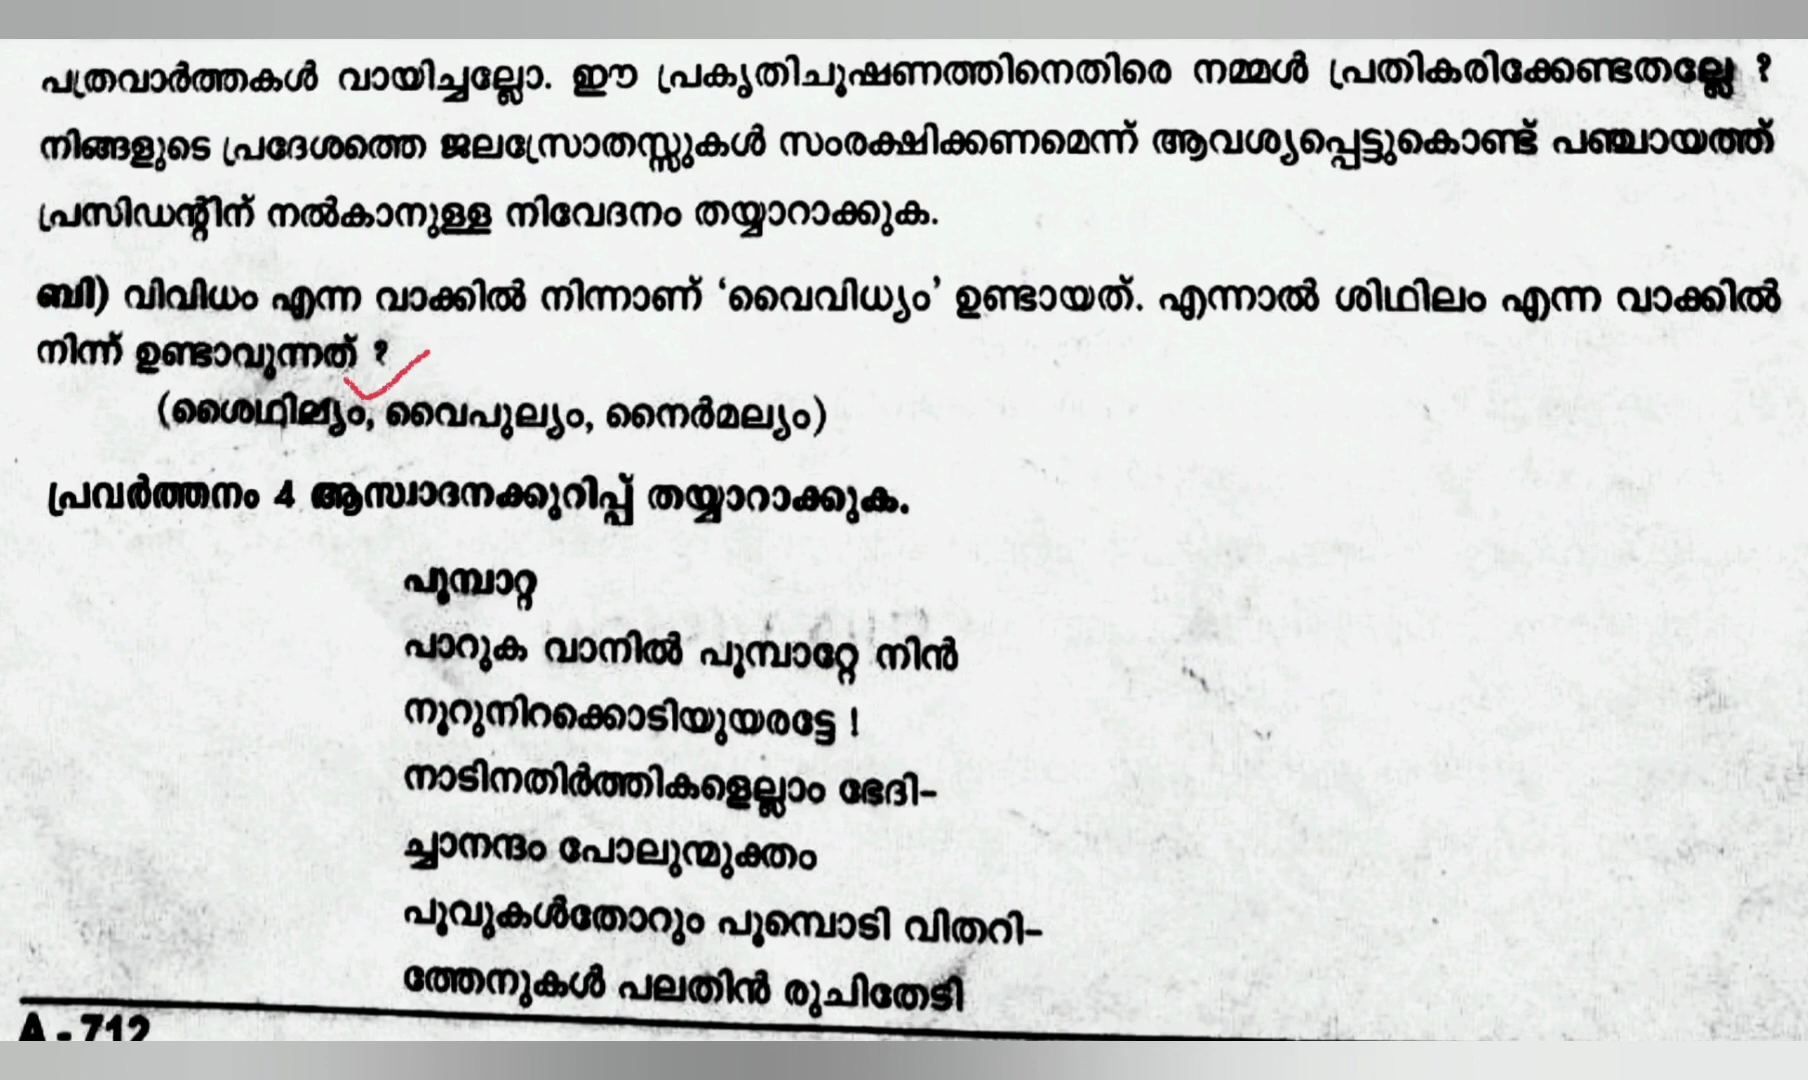 പത്രവാർത്തകൾ വായിച്ചല്ലോ. ഈ പ്രകൃതിചൂഷണത്തിനെതിരെ നമ്മൾ പ്രതികരിക്കേണ്ടതല്ലേ ?
നിങ്ങളുടെ പ്രദേശത്തെ ജലസ്രോതസ്സുകൾ സംരക്ഷിക്കണമെന്ന് ആവശ്യപ്പെട്ടുകൊണ്ട് പഞ്ചായത്ത്
പ്രസിഡന്റിന് നൽകാനുള്ള നിവേദനം തയ്യാറാക്കുക.
ബി) വിവിധം എന്ന വാക്കിൽ നിന്നാണ് ‘വൈവിധ്യം’ ഉണ്ടായത്. എന്നാൽ ശിഥിലം എന്ന വാക്കിൽ
നിന്ന് ഉണ്ടാവുന്നത് ?
(ശൈഥില്യം, വൈപുല്യം, നൈർമല്യം)
പ്രവർത്തനം 4 ആസ്വാദനക്കുറിപ്പ് തയ്യാറാക്കുക.
പൂമ്പാറ്റ
പാറുക വാനിൽ പൂമ്പാറ്റേ നിൻ
നൂറുനിറക്കൊടിയുയരട്ടേ !
നാടിനതിർത്തികളെല്ലാം ഭേദി-
ച്ചാനന്ദം പോലുന്മുക്തം
പൂവുകൾതോറും പൂമ്പൊടി വിതറി-
ത്തേനുകൾ പലതിൻ രുചിതേടി
A - 712